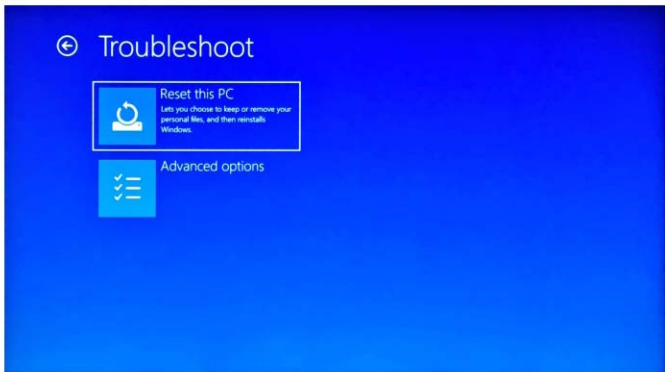 Troubleshoot
Reset this PC
Lets you choose to keep or remove your
personal files, and then reinstalls
Windows.
Advanced options